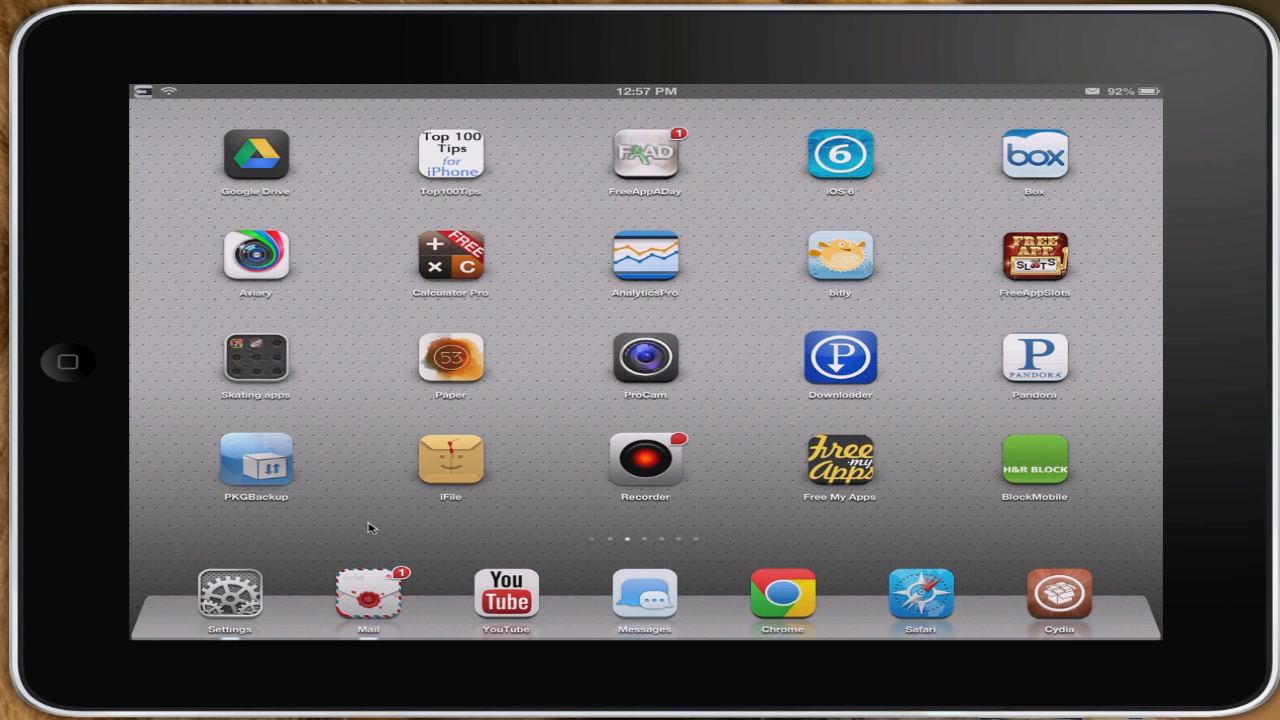 12:57 PM
92%
Top 100
Tips
for
iPhone
FAAD
1
6
box
Google Drive
Top100Tips
FreeAppADay
iOS 6
Box
FREE
+
× C
FREE
APP
SLOTS
Aviary
Calculator Pro
AnalyticsPro
bitly
FreeAppSlots
53
P
P
PANDORA
Skating apps
Paper
ProCam
Downloader
Pandora
Free
my
Apps
H&R BLOCK
PKGBackup
iFile
Recorder
Free My Apps
BlockMobile
1
You
Tube
Settings
Mail
YouTube
Messages
Chrome
Safari
Cydia